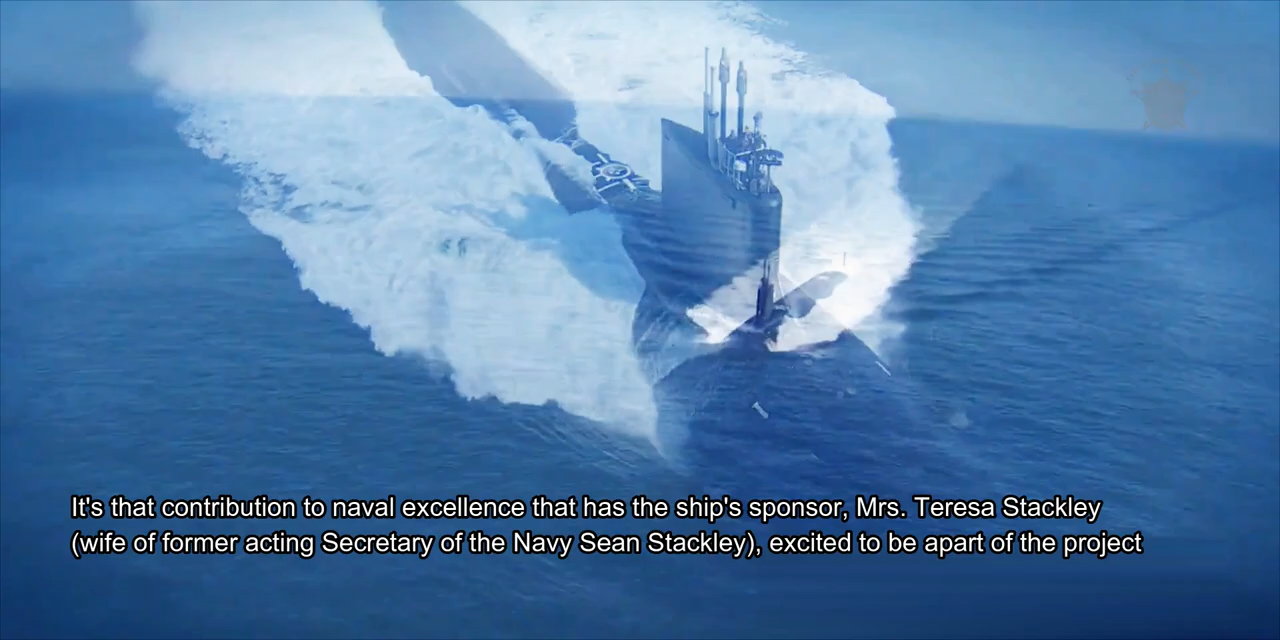 It's that contribution to naval excellence that has the ship's sponsor, Mrs. Teresa Stackley
(wife of former acting Secretary of the Navy Sean Stackley), excited to be apart of the project